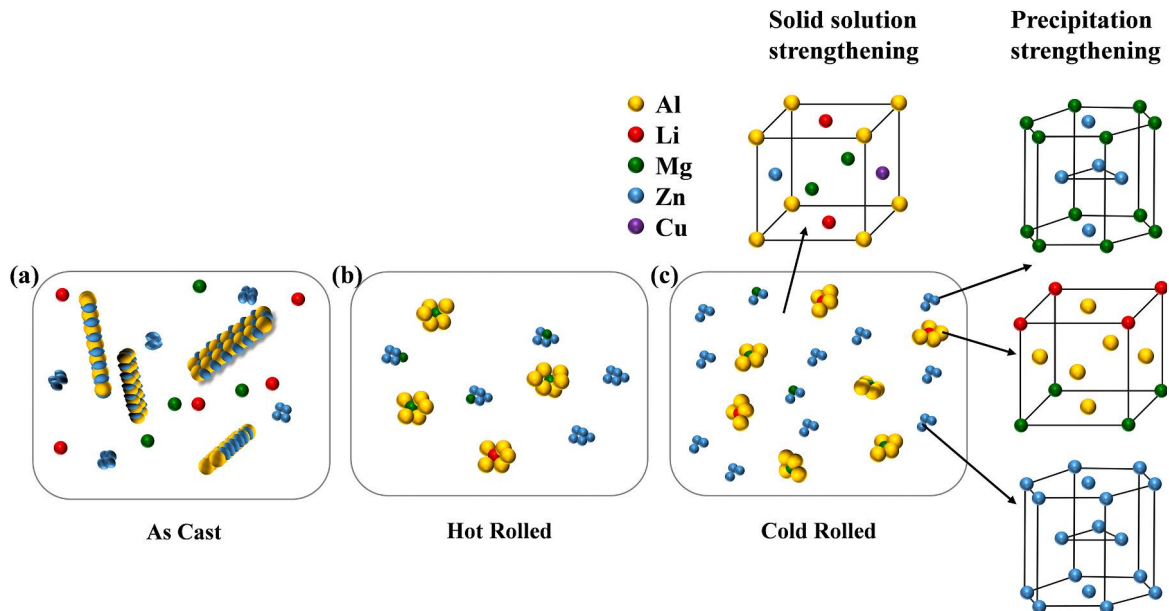 Solid solution
strengthening
Precipitation
strengthening
Al
Li
Mg
Zn
Cu
(a)
(b)
(c)
As Cast
Hot Rolled
Cold Rolled